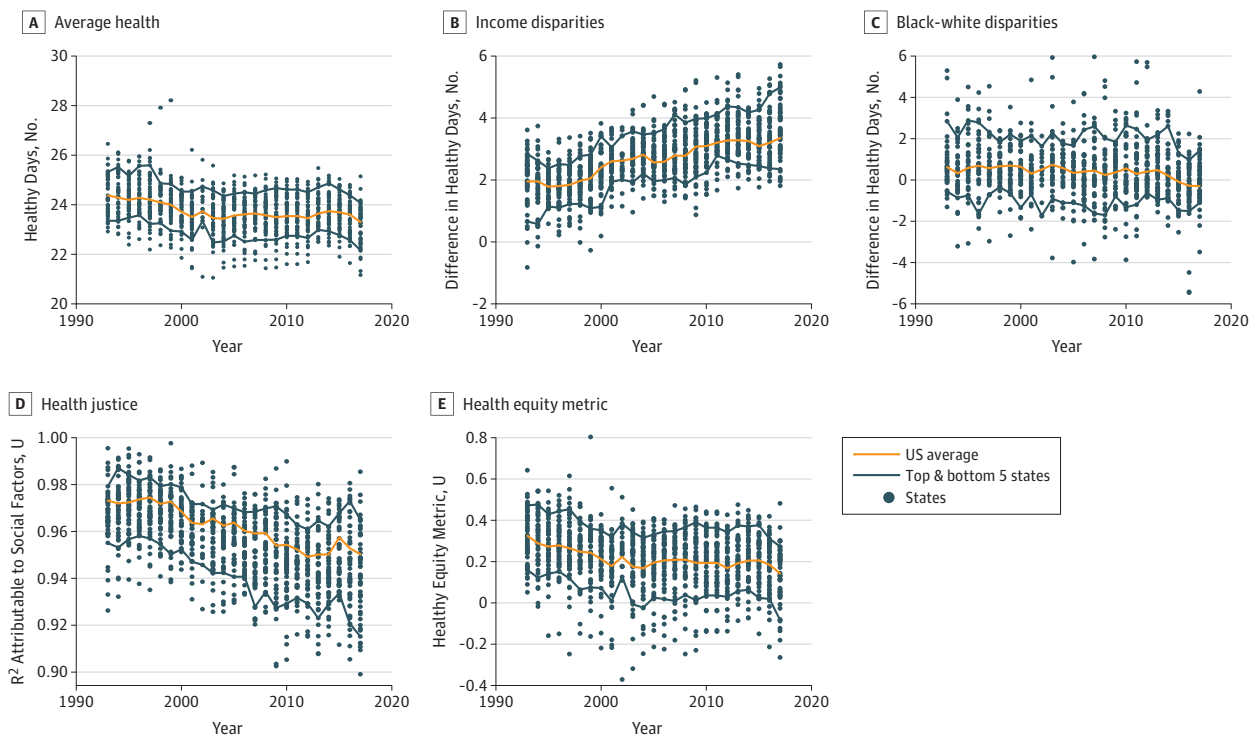 A Average health
B Income disparities
C Black-white disparities
30
28
26
24
22
20
Healthy Days, No.
1990 2000 2010 2020
Year
6
4
2
0
–2
Difference in Healthy Days, No.
1990 2000 2010 2020
Year
6
4
2
0
–2
–4
–6
Difference in Healthy Days, No.
1990 2000 2010 2020
Year
D Health justice
E Health equity metric
1.00
0.98
0.96
0.94
0.92
0.90
R² Attributable to Social Factors, U
1990 2000 2010 2020
Year
0.8
0.6
0.4
0.2
0
–0.2
–0.4
Healthy Equity Metric, U
1990 2000 2010 2020
Year
US average
Top & bottom 5 states
States